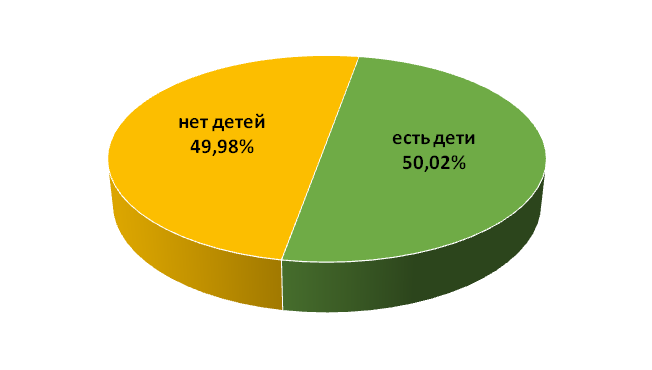 нет детей
49,98%
есть дети
50,02%